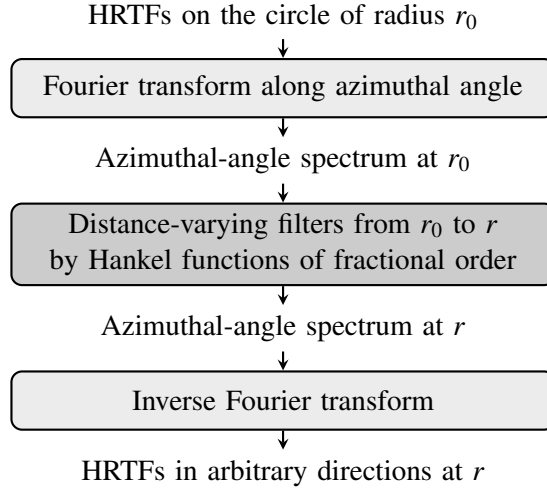 HRTFs on the circle of radius r₀
Fourier transform along azimuthal angle
Azimuthal-angle spectrum at r₀
Distance-varying filters from r₀ to r
by Hankel functions of fractional order
Azimuthal-angle spectrum at r
Inverse Fourier transform
HRTFs in arbitrary directions at r